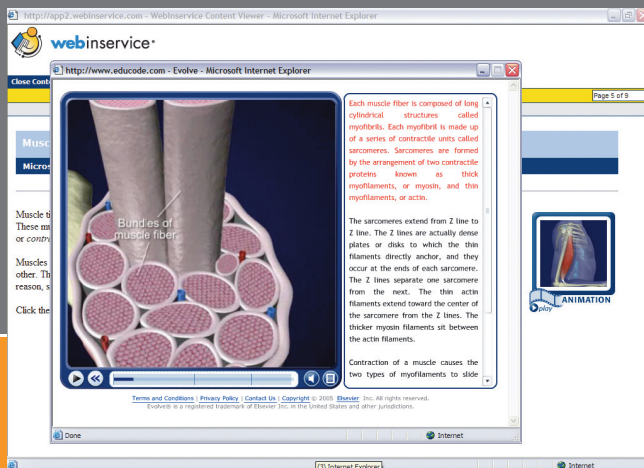 http://app2.webinservice.com - WebInservice Content Viewer - Microsoft Internet Explorer
webinservice
http://www.educode.com - Evolve - Microsoft Internet Explorer
Close Cont
Page 5 of 9
Musc
Micros
Muscle ti
These mu
or contra
Muscles
other. Th
reason, s
Click the
Bundles of
muscle fiber
Each muscle fiber is composed of long
cylindrical structures called
myofibrils. Each myofibril is made up
of a series of contractile units called
sarcomeres. Sarcomeres are formed
by the arrangement of two contractile
proteins known as thick
myofilaments, or myosin, and thin
myofilaments, or actin.
The sarcomeres extend from Z line to
Z line. The Z lines are actually dense
plates or disks to which the thin
filaments directly anchor, and they
occur at the ends of each sarcomere.
The Z lines separate one sarcomere
from the next. The thin actin
filaments extend toward the center of
the sarcomere from the Z lines. The
thicker myosin filaments sit between
the actin filaments.
Contraction of a muscle causes the
two types of myofilaments to slide
play
ANIMATION
Terms and Conditions | Privacy Policy | Contact Us | Copyright © 2005 Elsevier Inc. All rights reserved.
Evolve® is a registered trademark of Elsevier Inc. in the United States and other jurisdictions.
Done
Internet
(3) Internet Explorer
Internet